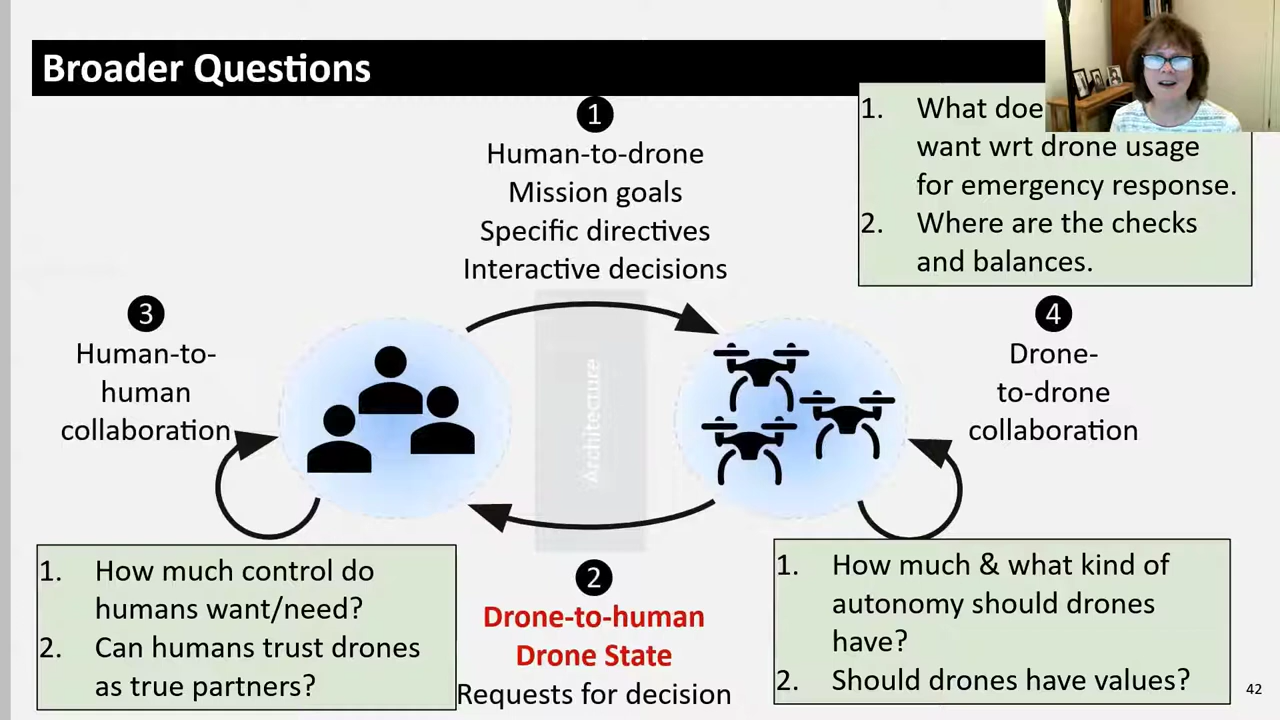 Broader Questions
1
Human-to-drone
Mission goals
Specific directives
Interactive decisions
1. What doe
want wrt drone usage
for emergency response.
2. Where are the checks
and balances.
3
Human-to-
human
collaboration
4
Drone-
to-drone
collaboration
Architecture
1. How much control do
humans want/need?
2. Can humans trust drones
as true partners?
2
Drone-to-human
Drone State
Requests for decision
1. How much & what kind of
autonomy should drones
have?
2. Should drones have values?
42